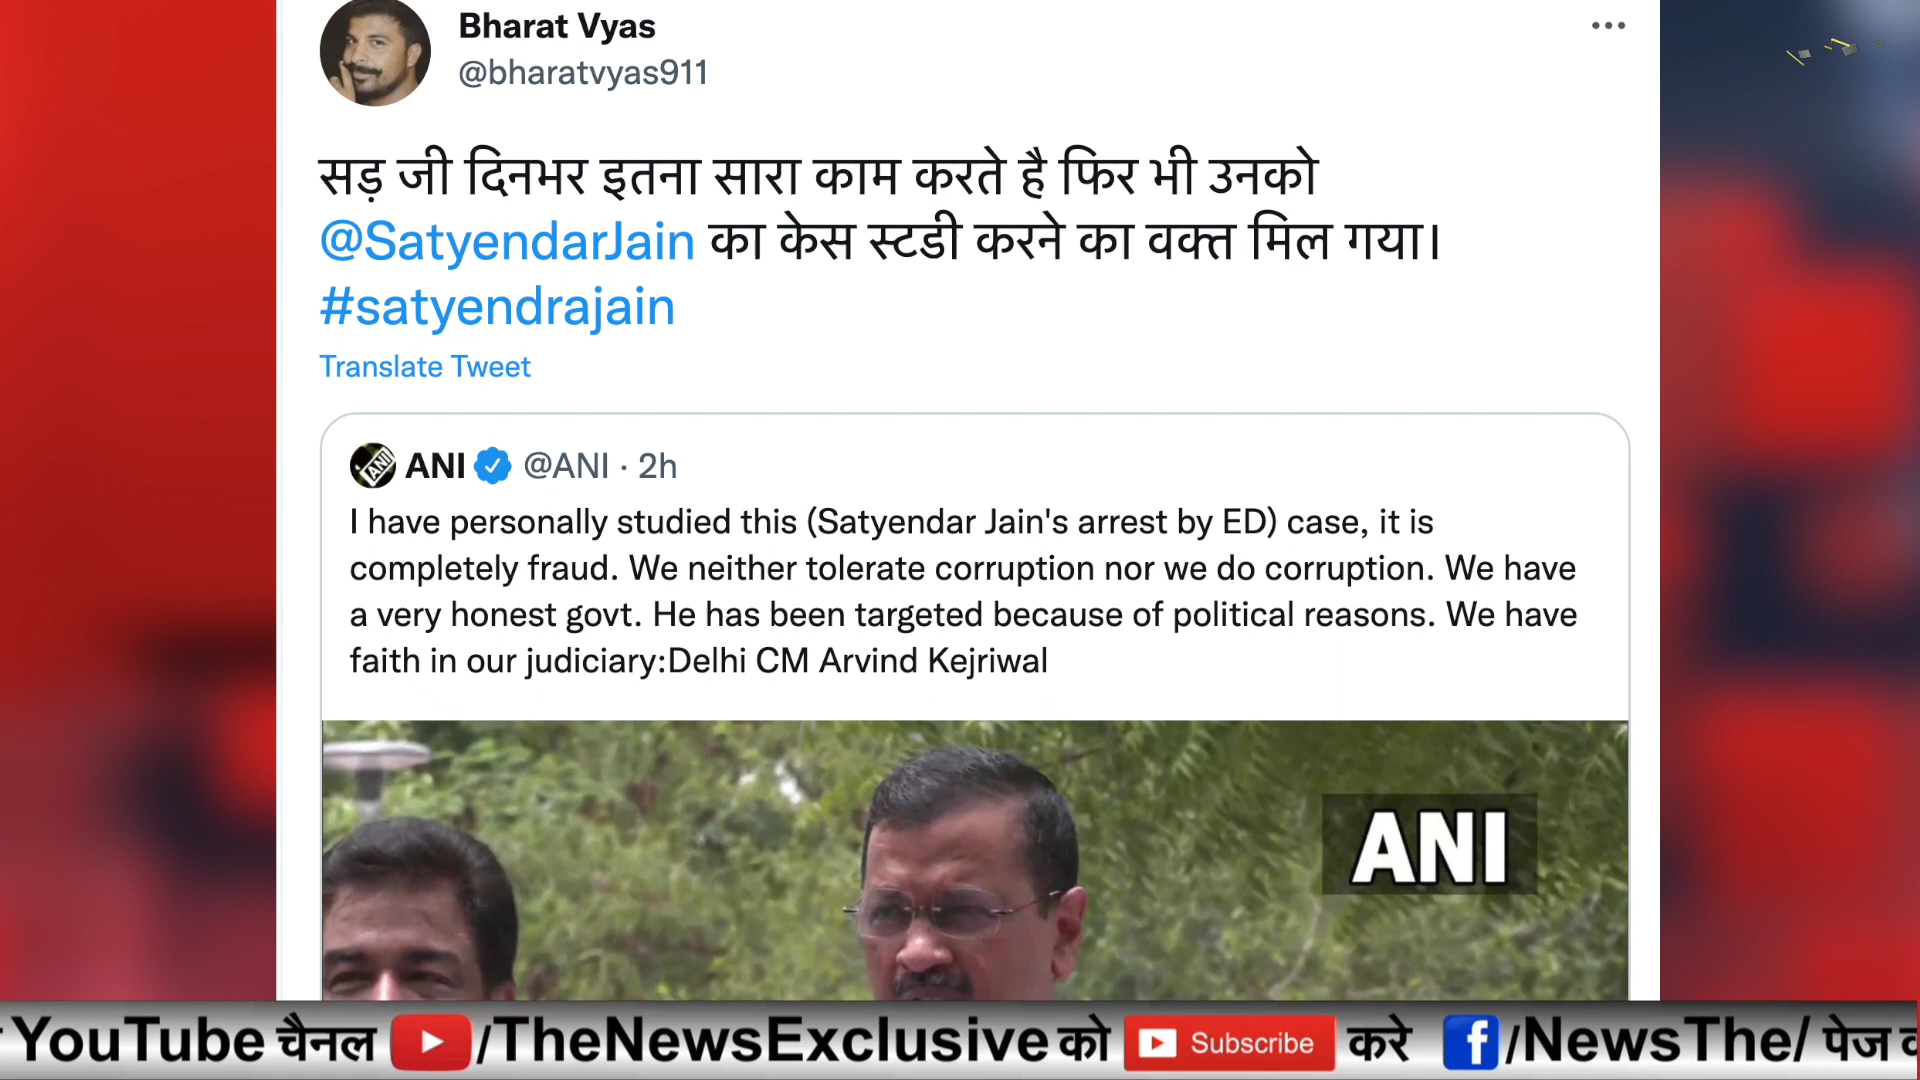 Bharat Vyas
@bharatvyas911
सड़ जी दिनभर इतना सारा काम करते है फिर भी उनको
@SatyendarJain का केस स्टडी करने का वक्त मिल गया।
#satyendrajain
Translate Tweet
ANI @ANI · 2h
I have personally studied this (Satyendar Jain's arrest by ED) case, it is
completely fraud. We neither tolerate corruption nor we do corruption. We have
a very honest govt. He has been targeted because of political reasons. We have
faith in our judiciary:Delhi CM Arvind Kejriwal
ANI
YouTube चैनल /TheNewsExclusive को Subscribe करे f/NewsThe/ पेज